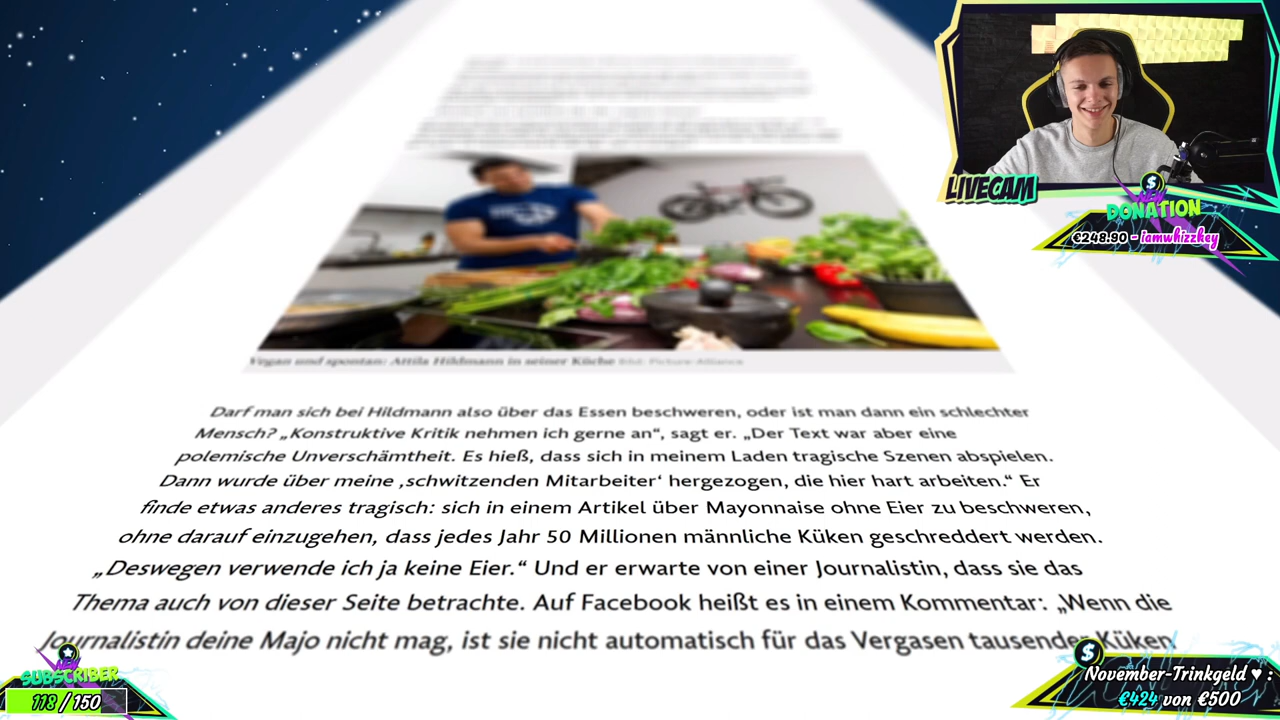 LIVECAM
NEW
DONATION
€248.90 - iamwhizzkey
Vegan und spontan: Attila Hildmann in seiner Küche Bild: Picture-Alliance
Darf man sich bei Hildmann also über das Essen beschweren, oder ist man dann ein schlechter
Mensch? „Konstruktive Kritik nehmen ich gerne an“, sagt er. „Der Text war aber eine
polemische Unverschämtheit. Es hieß, dass sich in meinem Laden tragische Szenen abspielen.
Dann wurde über meine ‚schwitzenden Mitarbeiter‘ hergezogen, die hier hart arbeiten.“ Er
finde etwas anderes tragisch: sich in einem Artikel über Mayonnaise ohne Eier zu beschweren,
ohne darauf einzugehen, dass jedes Jahr 50 Millionen männliche Küken geschreddert werden.
„Deswegen verwende ich ja keine Eier.“ Und er erwarte von einer Journalistin, dass sie das
Thema auch von dieser Seite betrachte. Auf Facebook heißt es in einem Kommentar: „Wenn die
Journalistin deine Majo nicht mag, ist sie nicht automatisch für das Vergasen tausender Küken
NEW
SUBSCRIBER
118 / 150
November-Trinkgeld ♥ :
€424 von €500